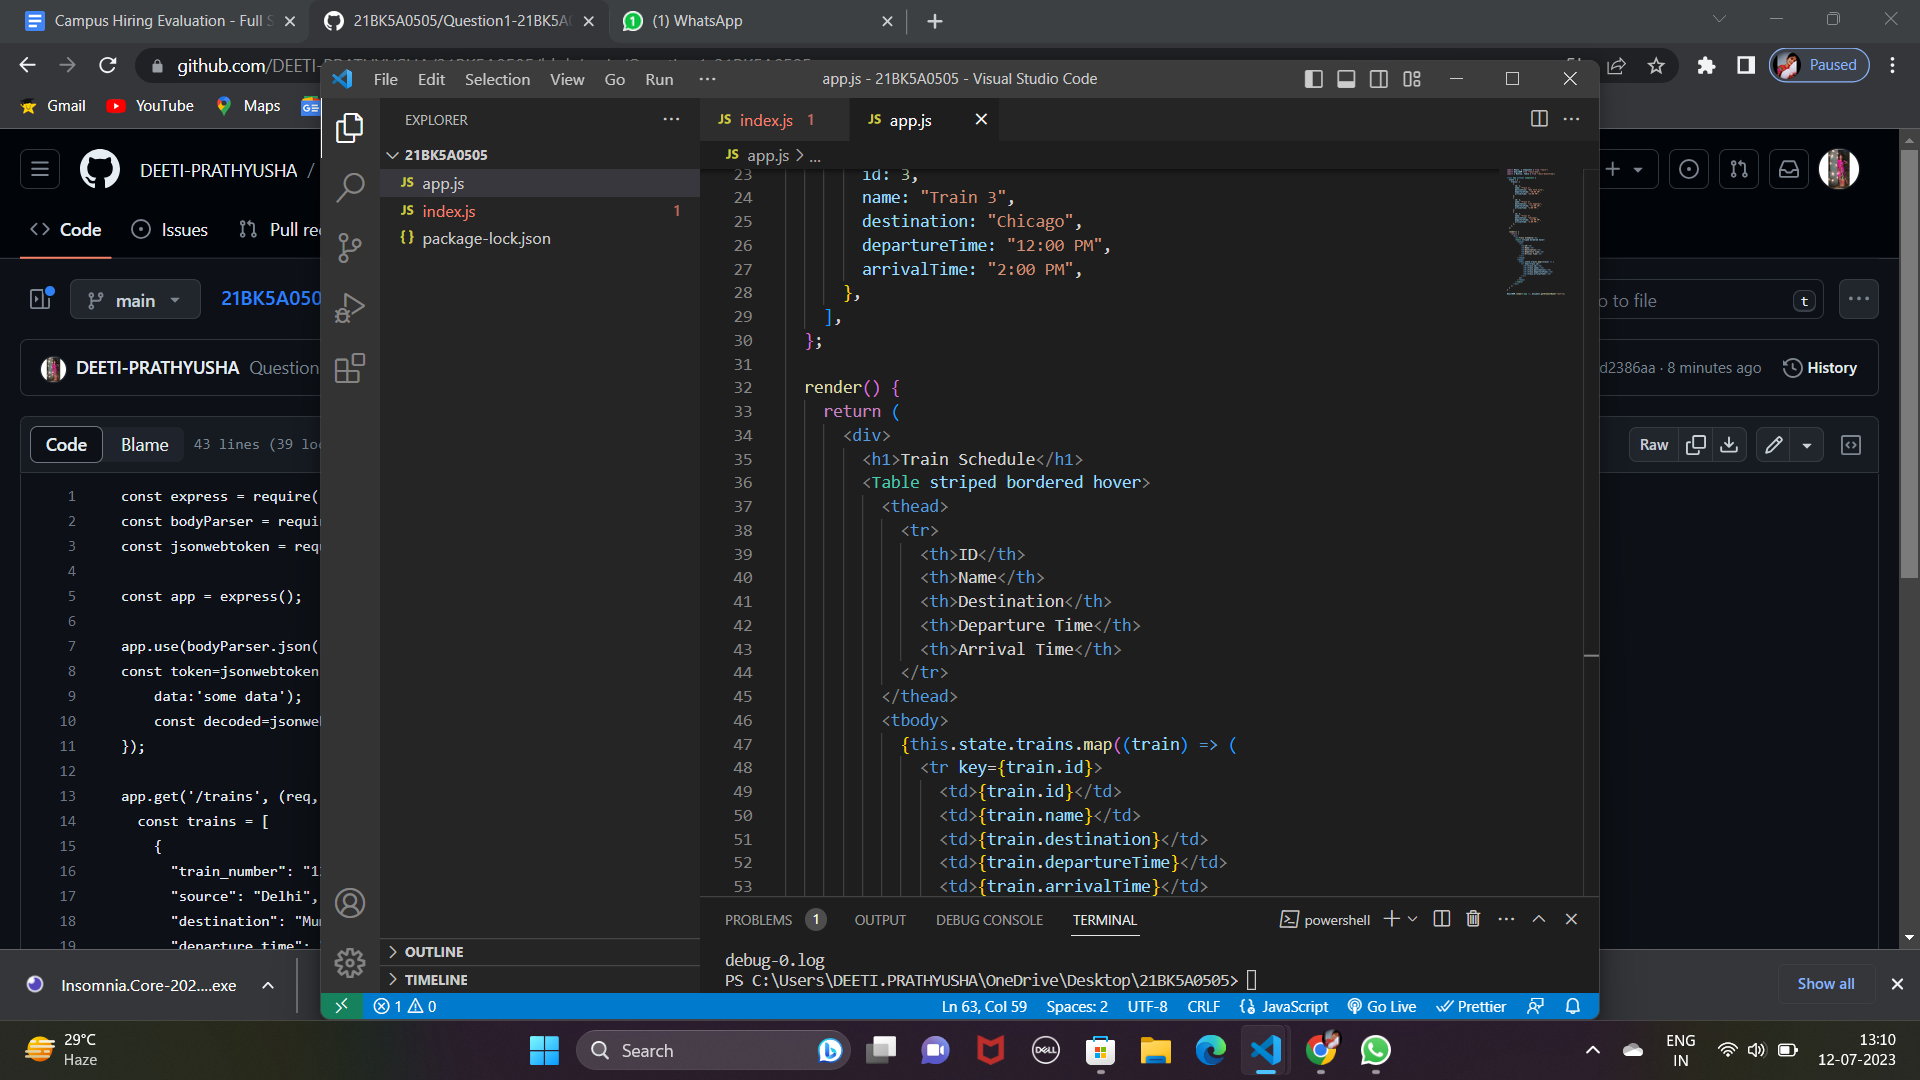 Campus Hiring Evaluation - Full S
21BK5A0505/Question1-21BK5A0
(1) WhatsApp
github.com/DEETI-
Paused
Gmail
YouTube
Maps
File Edit Selection View Go Run ···
app.js - 21BK5A0505 - Visual Studio Code
EXPLORER
JS index.js 1
JS app.js
JS app.js > ...
21BK5A0505
JS app.js
JS index.js 1
{} package-lock.json
OUTLINE
TIMELINE
23 id: 3,
24 name: "Train 3",
25 destination: "Chicago",
26 departureTime: "12:00 PM",
27 arrivalTime: "2:00 PM",
28 },
29 ],
30 };
31
32 render() {
33 return (
34 <div>
35 <h1>Train Schedule</h1>
36 <Table striped bordered hover>
37 <thead>
38 <tr>
39 <th>ID</th>
40 <th>Name</th>
41 <th>Destination</th>
42 <th>Departure Time</th>
43 <th>Arrival Time</th>
44 </tr>
45 </thead>
46 <tbody>
47 {this.state.trains.map((train) => (
48 <tr key={train.id}>
49 <td>{train.id}</td>
50 <td>{train.name}</td>
51 <td>{train.destination}</td>
52 <td>{train.departureTime}</td>
53 <td>{train.arrivalTime}</td>
PROBLEMS 1 OUTPUT DEBUG CONSOLE TERMINAL
powershell
debug-0.log
PS C:\Users\DEETI.PRATHYUSHA\OneDrive\Desktop\21BK5A0505>
1 0
Ln 63, Col 59 Spaces: 2 UTF-8 CRLF {} JavaScript Go Live Prettier
DEETI-PRATHYUSHA /
Code
Issues
Pull re
main
21BK5A050
o to file
t
DEETI-PRATHYUSHA Question
d2386aa · 8 minutes ago
History
Code
Blame
43 lines (39 loc
Raw
1 const express = require(
2 const bodyParser = requi
3 const jsonwebtoken = requ
4
5 const app = express();
6
7 app.use(bodyParser.json(
8 const token=jsonwebtoken
9 data:'some data');
10 const decoded=jsonweb
11 });
12
13 app.get('/trains', (req,
14 const trains = [
15 {
16 "train_number": "1
17 "source": "Delhi",
18 "destination": "Mu
19 "departure_time":
Insomnia.Core-202....exe
Show all
29°C
Haze
Search
DELL
ENG
IN
13:10
12-07-2023